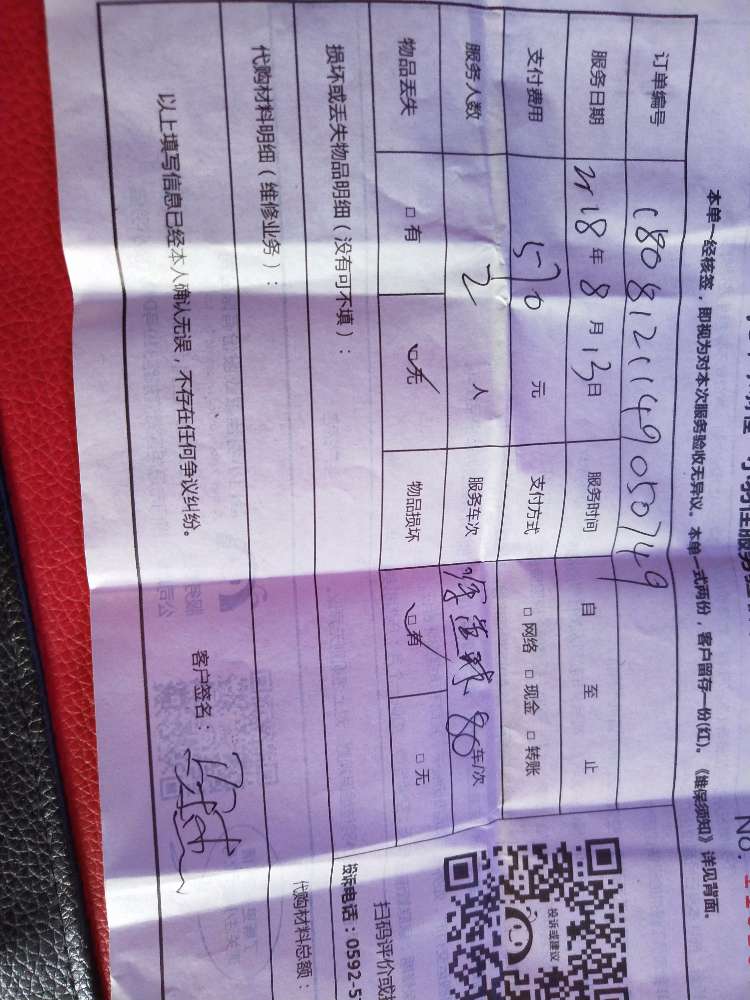 No.
本单一经核签，即视为对本次服务验收无异议。本单一式两份，客户留存一份(红)。《维保须知》详见背面。
订单编号 1808121149050749
服务日期 2018年8月13日 服务时间 自 至 止
支付费用 570 元 支付方式 □网络 □现金 □转账
服务人数 2 人 服务车次 80 车/次
物品丢失 □有 □无 物品损坏 □有 □无
损坏或丢失物品明细（没有可不填）：
代购材料明细（维修业务）：
以上填写信息已经本人确认无误，不存在任何争议纠纷。 客户签名：
投诉或建议
扫码评价或
投诉电话：0592-5
代购材料总额：